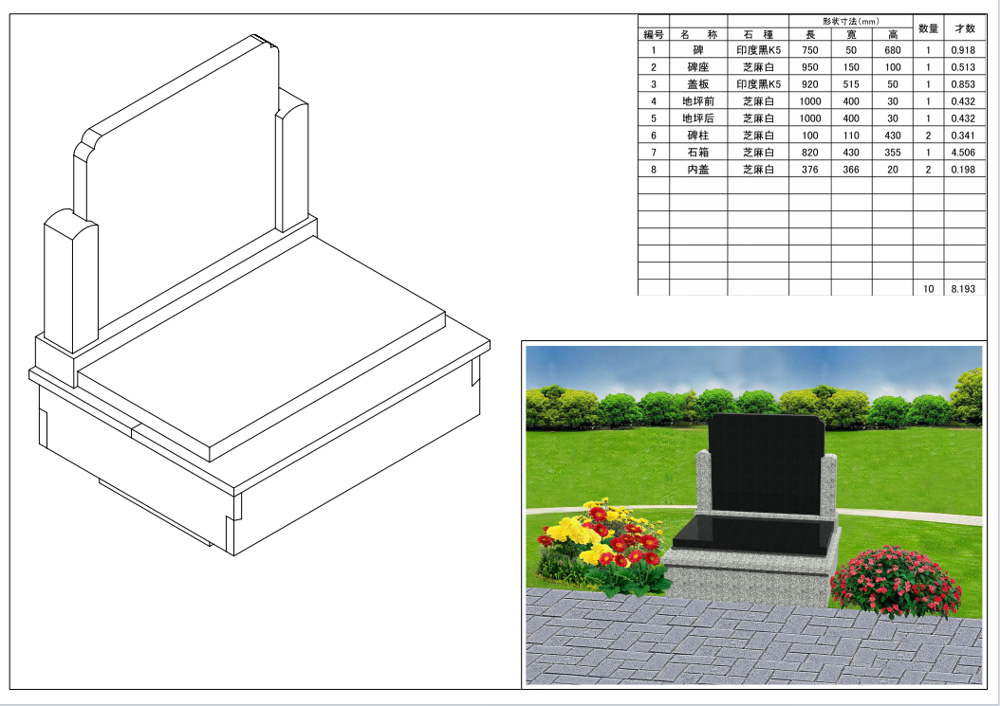 形状寸法(mm)
編号 名 称 石 種 長 寛 高 数量 才数
1 碑 印度黒K5 750 50 680 1 0.918
2 碑座 芝麻白 950 150 100 1 0.513
3 盖板 印度黒K5 920 515 50 1 0.853
4 地坪前 芝麻白 1000 400 30 1 0.432
5 地坪后 芝麻白 1000 400 30 1 0.432
6 碑柱 芝麻白 100 110 430 2 0.341
7 石箱 芝麻白 820 430 355 1 4.506
8 内盖 芝麻白 376 366 20 2 0.198
10 8.193